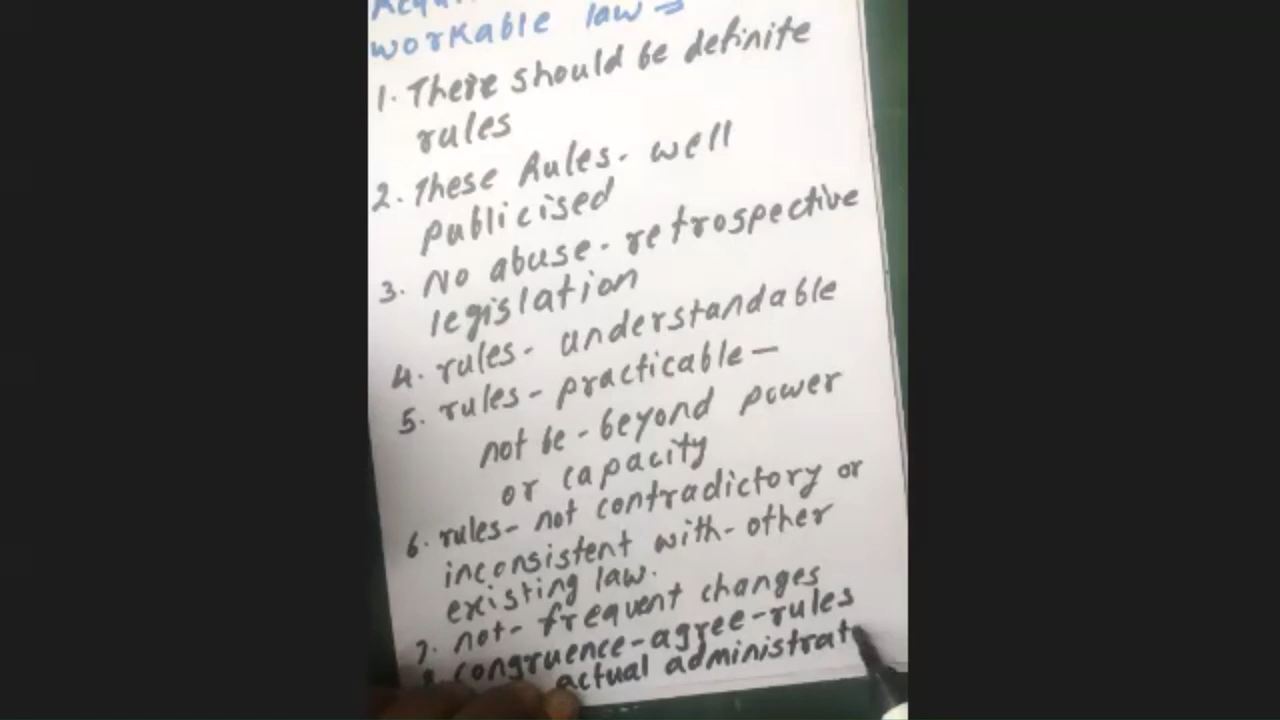 workable law =
1. There should be definite
rules
2. These Rules. well
publicised
3. No abuse. retrospective
legislation
4. rules- understandable
5. rules - practicable —
not be - beyond power
or capacity
6. rules- not contradictory or
inconsistent with- other
existing law.
7. not- frequent changes
congruence-agree-rules
actual administrat